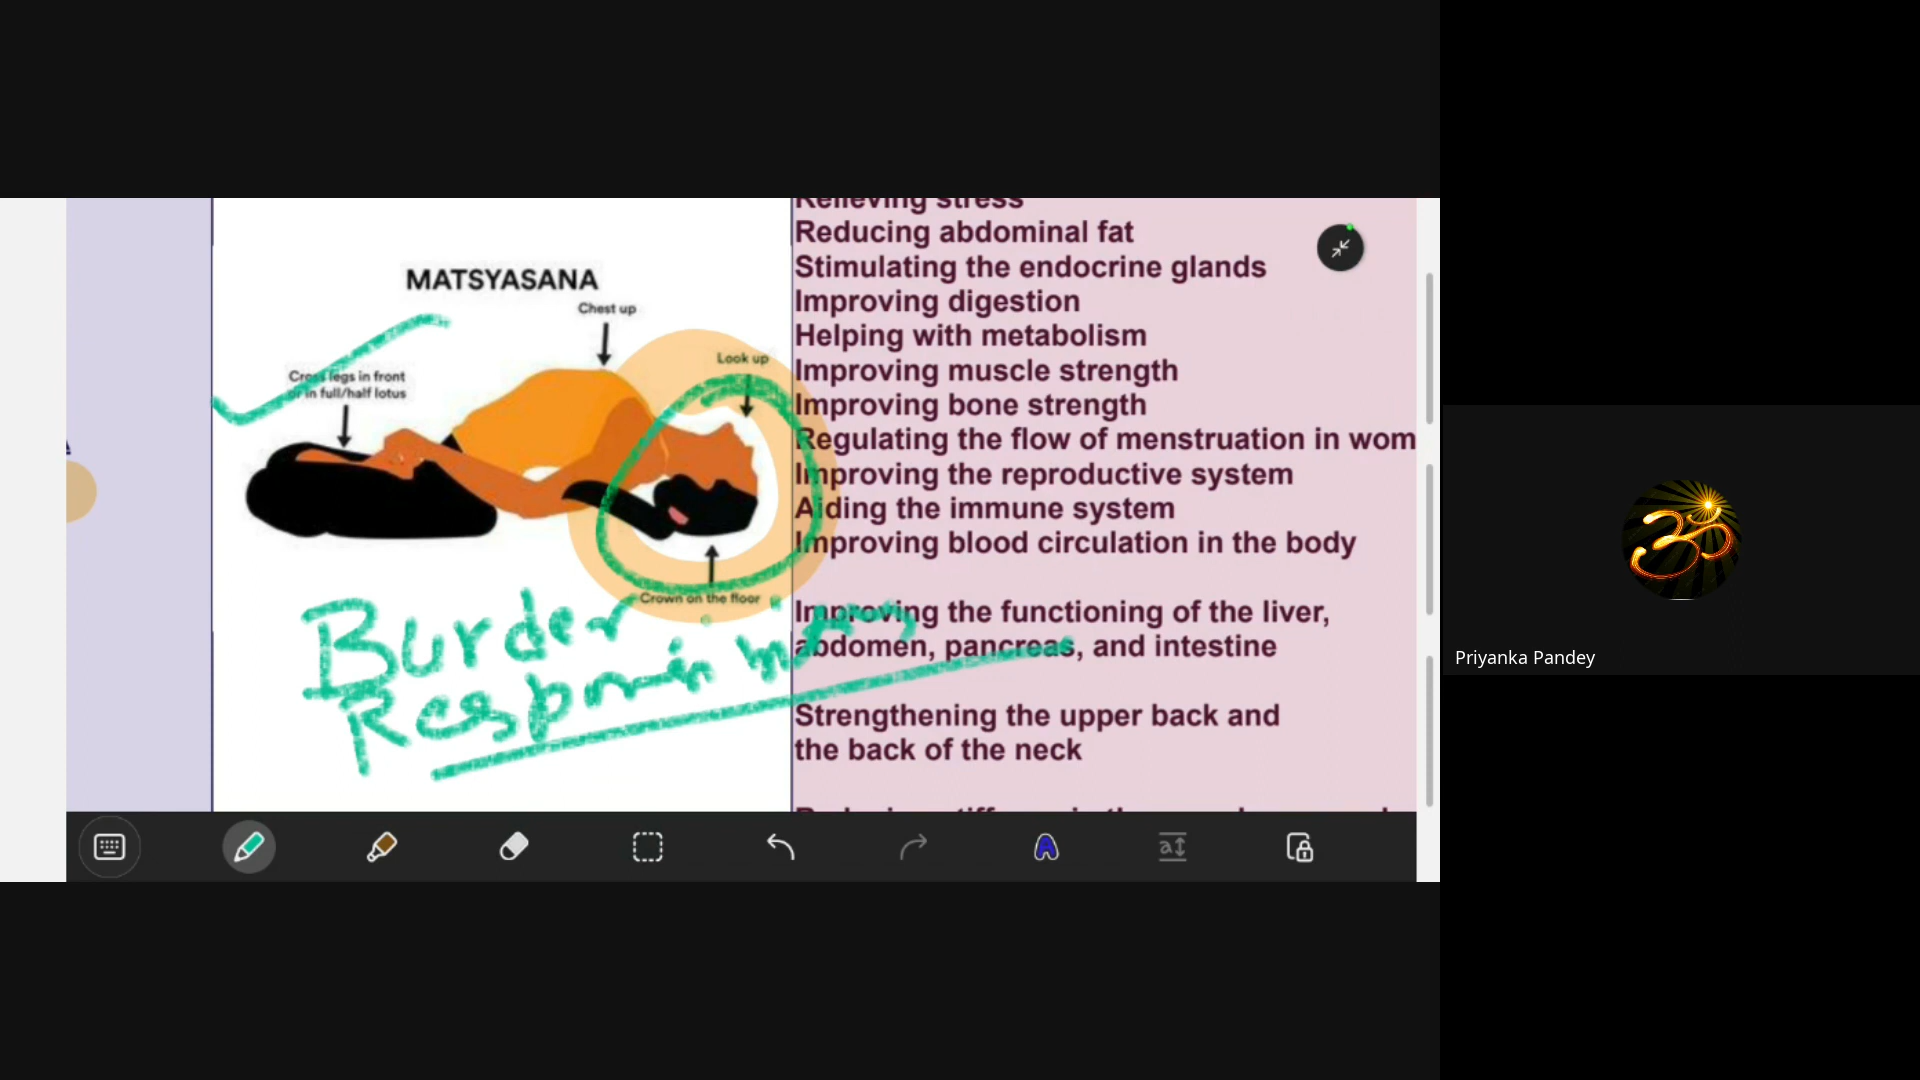 MATSYASANA
Chest up
Look up
Cross legs in front
or in full/half lotus
Crown on the floor
Burden
Relieving stress
Reducing abdominal fat
Stimulating the endocrine glands
Improving digestion
Helping with metabolism
Improving muscle strength
Improving bone strength
Regulating the flow of menstruation in wom
Improving the reproductive system
Aiding the immune system
Improving blood circulation in the body
Improving the functioning of the liver,
abdomen, pancreas, and intestine
Strengthening the upper back and
the back of the neck
Priyanka Pandey